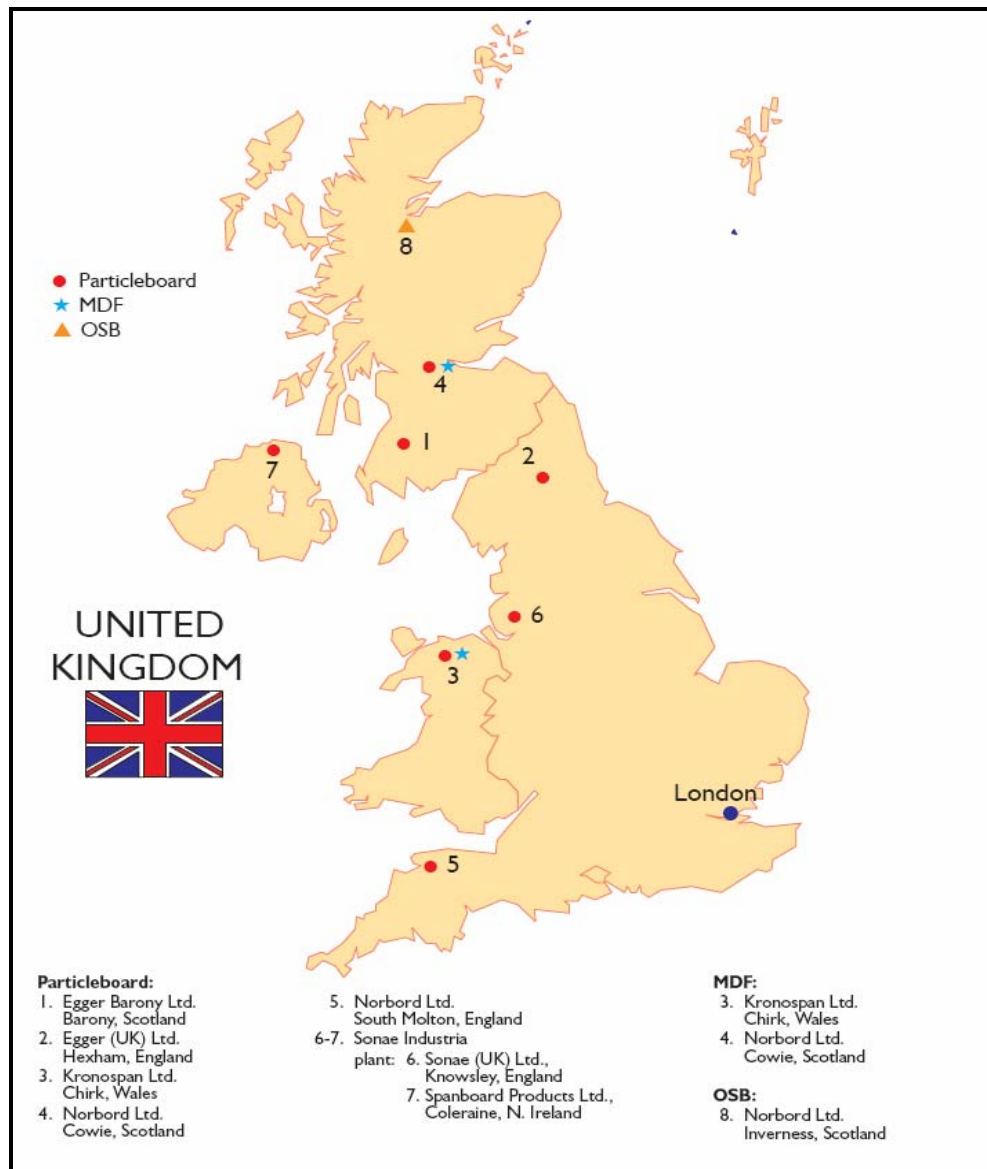 8
Particleboard
MDF
OSB
4
1
2
7
6
UNITED
KINGDOM
3
London
5
Particleboard:
1. Egger Barony Ltd.
Barony, Scotland
2. Egger (UK) Ltd.
Hexham, England
3. Kronospan Ltd.
Chirk, Wales
4. Norbord Ltd.
Cowie, Scotland
5. Norbord Ltd.
South Molton, England
6-7. Sonae Industria
plant: 6. Sonae (UK) Ltd.,
Knowsley, England
7. Spanboard Products Ltd.,
Coleraine, N. Ireland
MDF:
3. Kronospan Ltd.
Chirk, Wales
4. Norbord Ltd.
Cowie, Scotland
OSB:
8. Norbord Ltd.
Inverness, Scotland